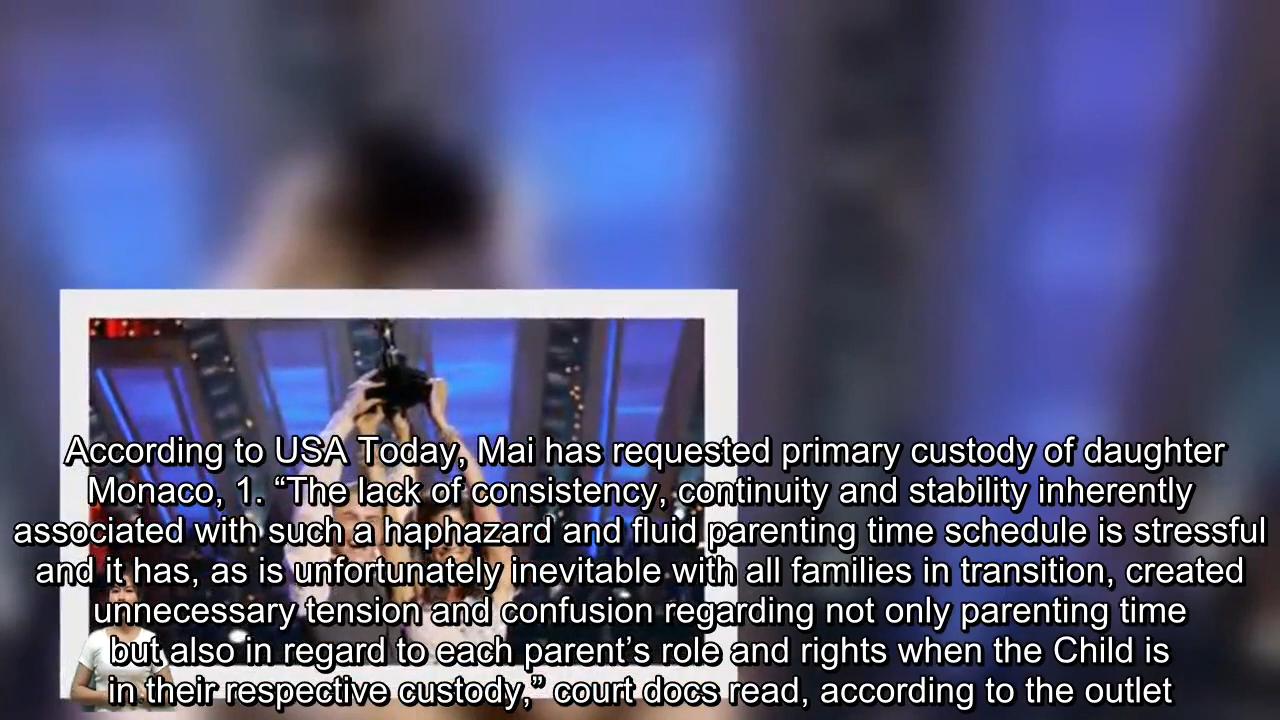 According to USA Today, Mai has requested primary custody of daughter
Monaco, 1. “The lack of consistency, continuity and stability inherently
associated with such a haphazard and fluid parenting time schedule is stressful
and it has, as is unfortunately inevitable with all families in transition, created
unnecessary tension and confusion regarding not only parenting time
but also in regard to each parent’s role and rights when the Child is
in their respective custody,” court docs read, according to the outlet